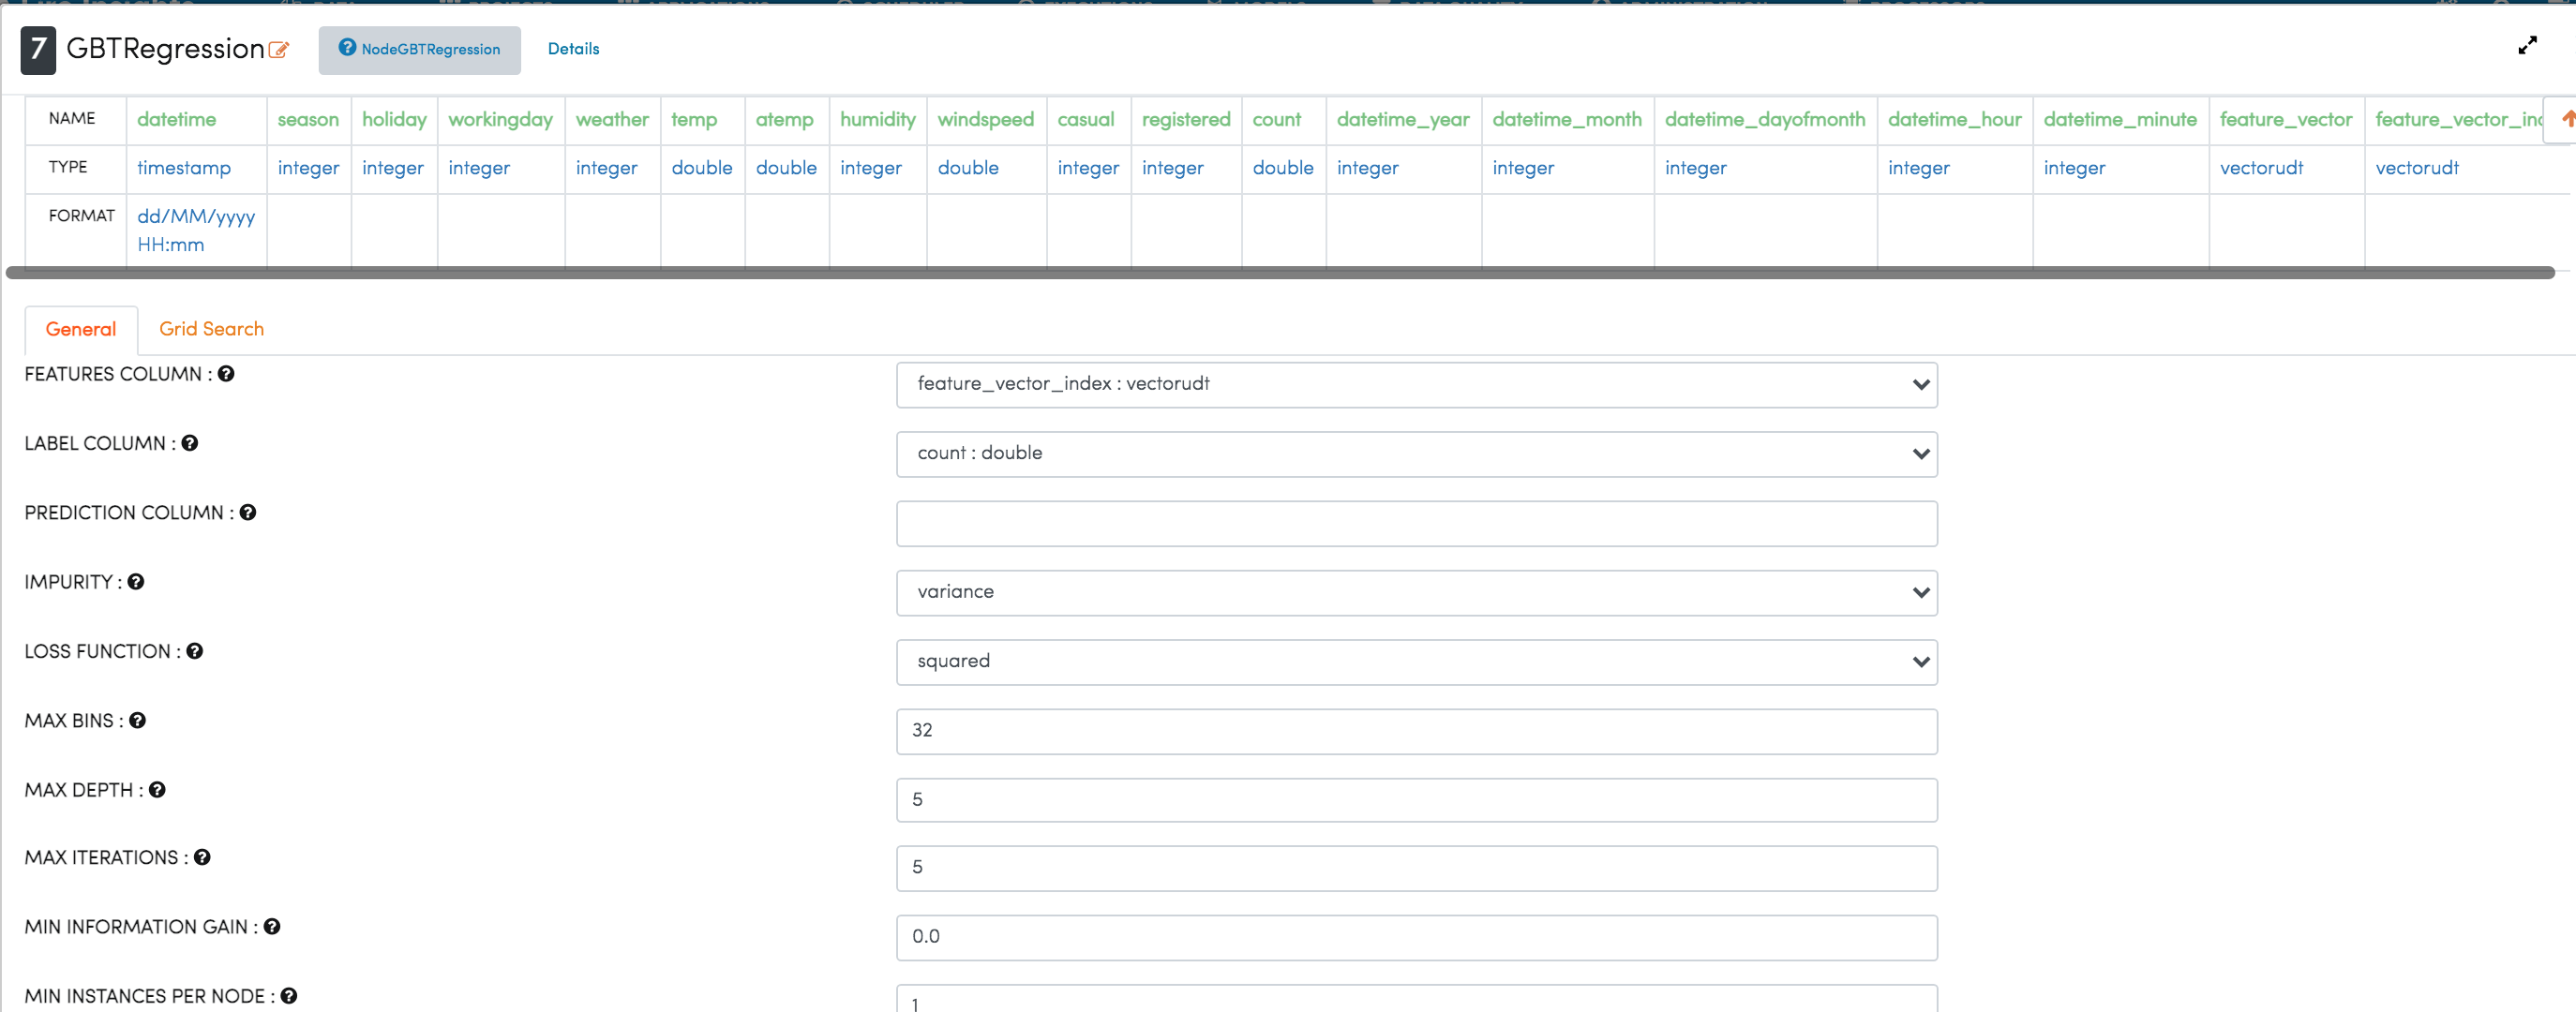 7 GBTRegression NodeGBTRegression Details
NAME datetime season holiday workingday weather temp atemp humidity windspeed casual registered count datetime_year datetime_month datetime_dayofmonth datetime_hour datetime_minute feature_vector feature_vector_inc
TYPE timestamp integer integer integer integer double double integer double integer integer double integer integer integer integer integer vectorudt vectorudt
FORMAT dd/MM/yyyy
HH:mm
General Grid Search
FEATURES COLUMN : feature_vector_index : vectorudt
LABEL COLUMN : count : double
PREDICTION COLUMN :
IMPURITY : variance
LOSS FUNCTION : squared
MAX BINS : 32
MAX DEPTH : 5
MAX ITERATIONS : 5
MIN INFORMATION GAIN : 0.0
MIN INSTANCES PER NODE : 1